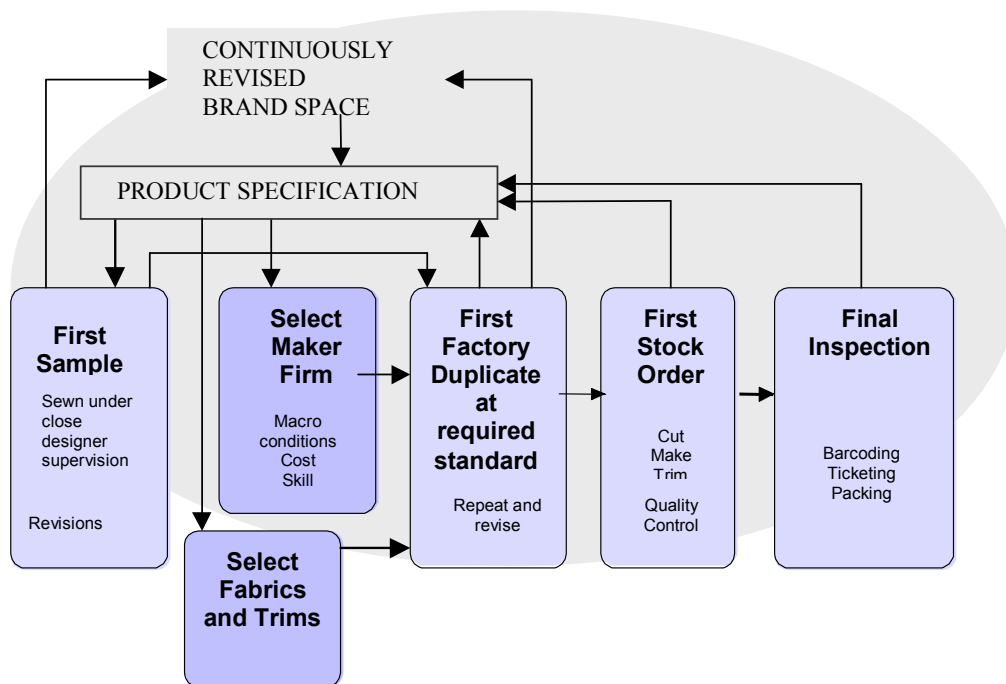 CONTINUOUSLY
REVISED
BRAND SPACE
PRODUCT SPECIFICATION
First
Sample
Sewn under
close
designer
supervision
Revisions
Select
Maker
Firm
Macro
conditions
Cost
Skill
Select
Fabrics
and Trims
First
Factory
Duplicate
at
required
standard
Repeat and
revise
First
Stock
Order
Cut
Make
Trim
Quality
Control
Final
Inspection
Barcoding
Ticketing
Packing